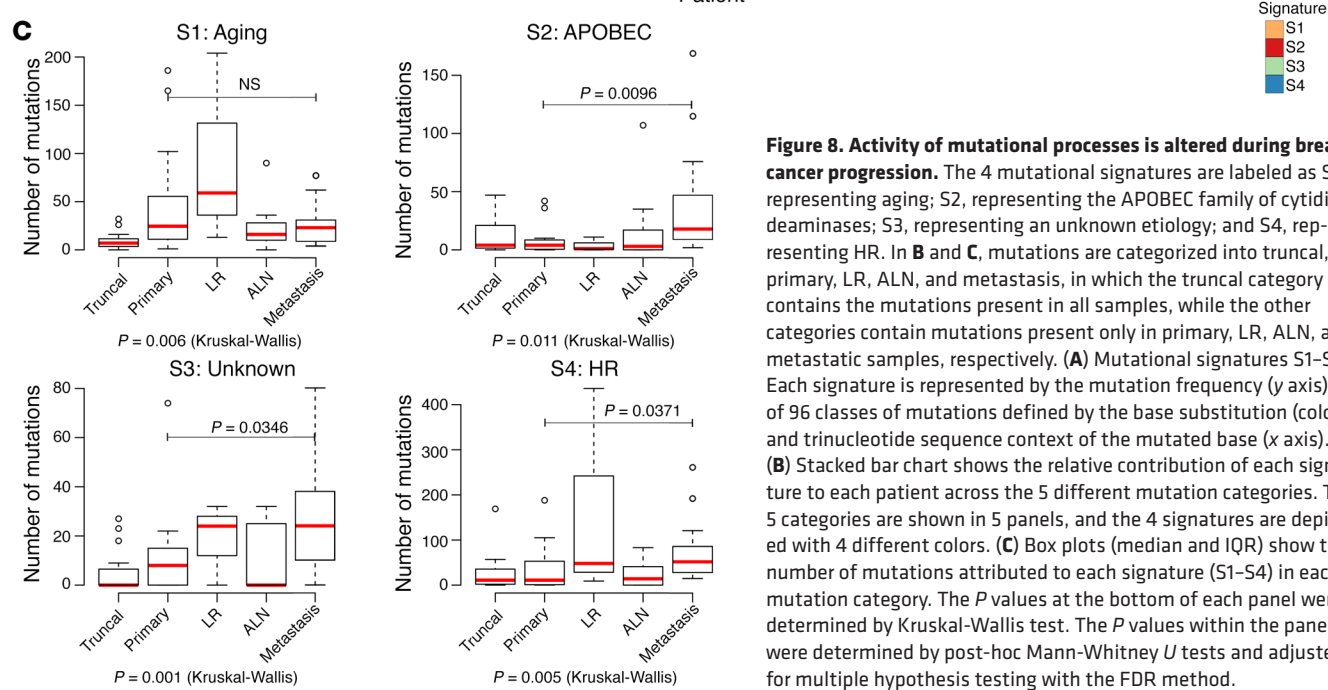 Patient
C
S1: Aging
Number of mutations
200
150
100
50
0
NS
Truncal
Primary
LR
ALN
Metastasis
P = 0.006 (Kruskal-Wallis)
S2: APOBEC
Number of mutations
150
100
50
0
P = 0.0096
Truncal
Primary
LR
ALN
Metastasis
P = 0.011 (Kruskal-Wallis)
S3: Unknown
Number of mutations
80
60
40
20
0
P = 0.0346
Truncal
Primary
LR
ALN
Metastasis
P = 0.001 (Kruskal-Wallis)
S4: HR
Number of mutations
400
300
200
100
0
P = 0.0371
Truncal
Primary
LR
ALN
Metastasis
P = 0.005 (Kruskal-Wallis)
Signature
S1
S2
S3
S4
Figure 8. Activity of mutational processes is altered during brea
cancer progression. The 4 mutational signatures are labeled as S
representing aging; S2, representing the APOBEC family of cytidi
deaminases; S3, representing an unknown etiology; and S4, rep-
resenting HR. In B and C, mutations are categorized into truncal,
primary, LR, ALN, and metastasis, in which the truncal category
contains the mutations present in all samples, while the other
categories contain mutations present only in primary, LR, ALN, a
metastatic samples, respectively. (A) Mutational signatures S1–S
Each signature is represented by the mutation frequency (y axis)
of 96 classes of mutations defined by the base substitution (colo
and trinucleotide sequence context of the mutated base (x axis).
(B) Stacked bar chart shows the relative contribution of each sign
ture to each patient across the 5 different mutation categories. T
5 categories are shown in 5 panels, and the 4 signatures are depi
ed with 4 different colors. (C) Box plots (median and IQR) show t
number of mutations attributed to each signature (S1–S4) in eac
mutation category. The P values at the bottom of each panel wer
determined by Kruskal-Wallis test. The P values within the pane
were determined by post-hoc Mann-Whitney U tests and adjuste
for multiple hypothesis testing with the FDR method.